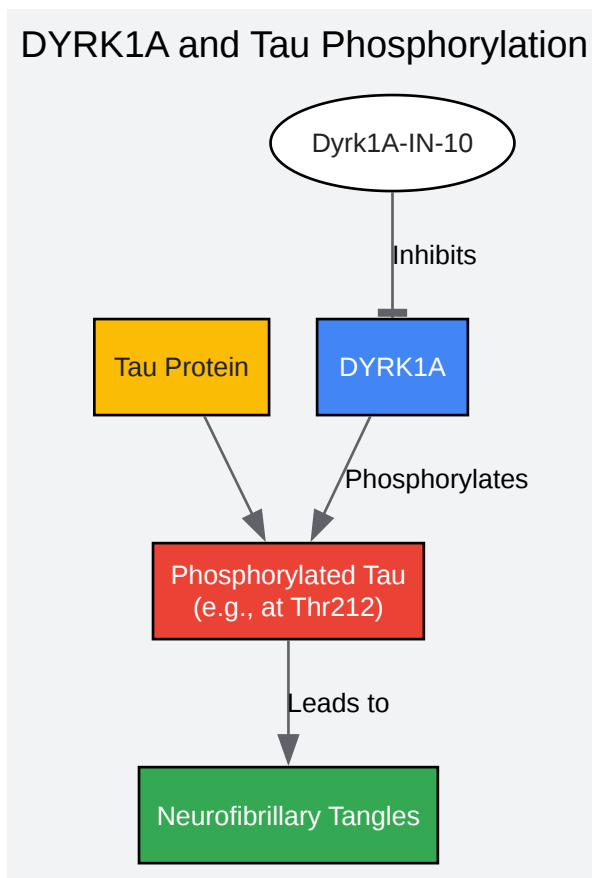 DYRK1A and Tau Phosphorylation
Dyrk1A-IN-10
Inhibits
Tau Protein
DYRK1A
Phosphorylates
Phosphorylated Tau
(e.g., at Thr212)
Leads to
Neurofibrillary Tangles